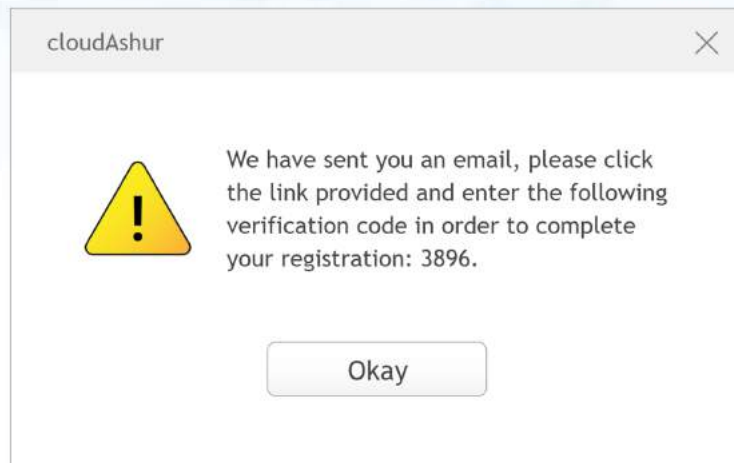 cloudAshur
We have sent you an email, please click
the link provided and enter the following
verification code in order to complete
your registration: 3896.
Okay